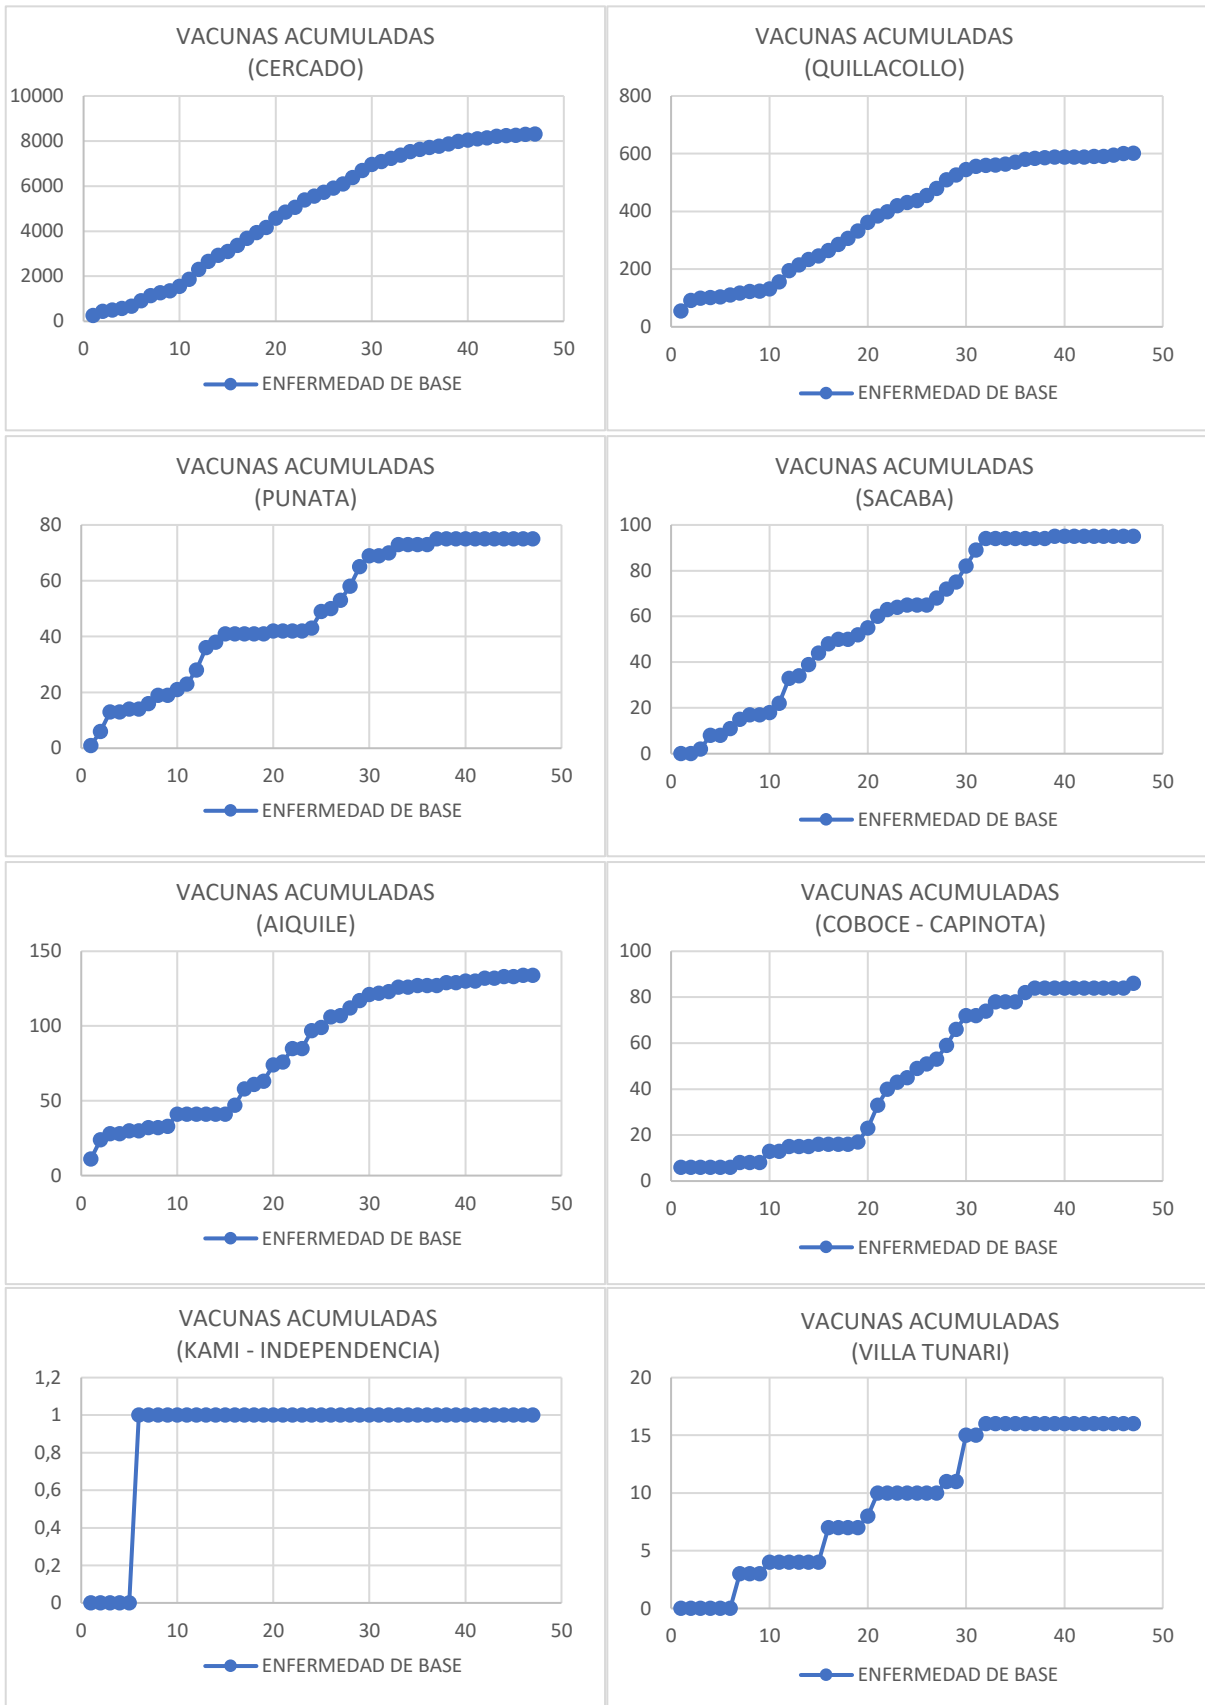 VACUNAS ACUMULADAS
(CERCADO)
10000
8000
6000
4000
2000
0
0 10 20 30 40 50
ENFERMEDAD DE BASE
VACUNAS ACUMULADAS
(QUILLACOLLO)
800
600
400
200
0
0 10 20 30 40 50
ENFERMEDAD DE BASE
VACUNAS ACUMULADAS
(PUNATA)
80
60
40
20
0
0 10 20 30 40 50
ENFERMEDAD DE BASE
VACUNAS ACUMULADAS
(SACABA)
100
80
60
40
20
0
0 10 20 30 40 50
ENFERMEDAD DE BASE
VACUNAS ACUMULADAS
(AIQUILE)
150
100
50
0
0 10 20 30 40 50
ENFERMEDAD DE BASE
VACUNAS ACUMULADAS
(COBOCE - CAPINOTA)
100
80
60
40
20
0
0 10 20 30 40 50
ENFERMEDAD DE BASE
VACUNAS ACUMULADAS
(KAMI - INDEPENDENCIA)
1,2
1
0,8
0,6
0,4
0,2
0
0 10 20 30 40 50
ENFERMEDAD DE BASE
VACUNAS ACUMULADAS
(VILLA TUNARI)
20
15
10
5
0
0 10 20 30 40 50
ENFERMEDAD DE BASE